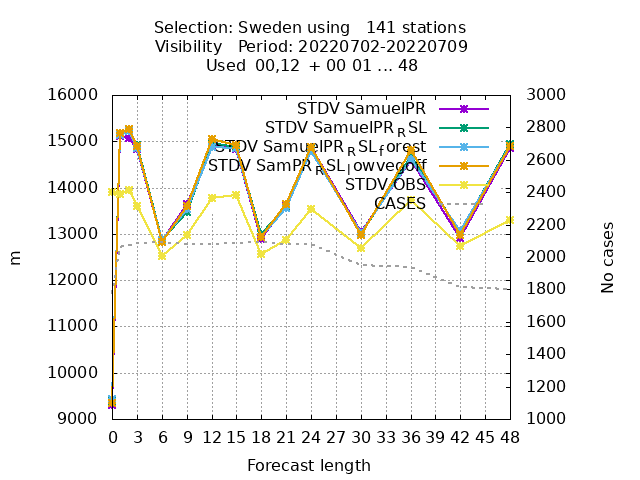 Selection: Sweden using   141 stations
Visibility   Period: 20220702-20220709
Used  00,12  + 00 01 ... 48
16000
15000
14000
13000
12000
11000
10000
9000
3000
2800
2600
2400
2200
2000
1800
1600
1400
1200
1000
STDV SamuelPR
STDV SamuelPR_RSL
STDV SamuelPR_RSL_forest
STDV SamPR_RSL_lowvegoff
STDV OBS
CASES
m
No cases
0 3 6 9 12 15 18 21 24 27 30 33 36 39 42 45 48
Forecast length